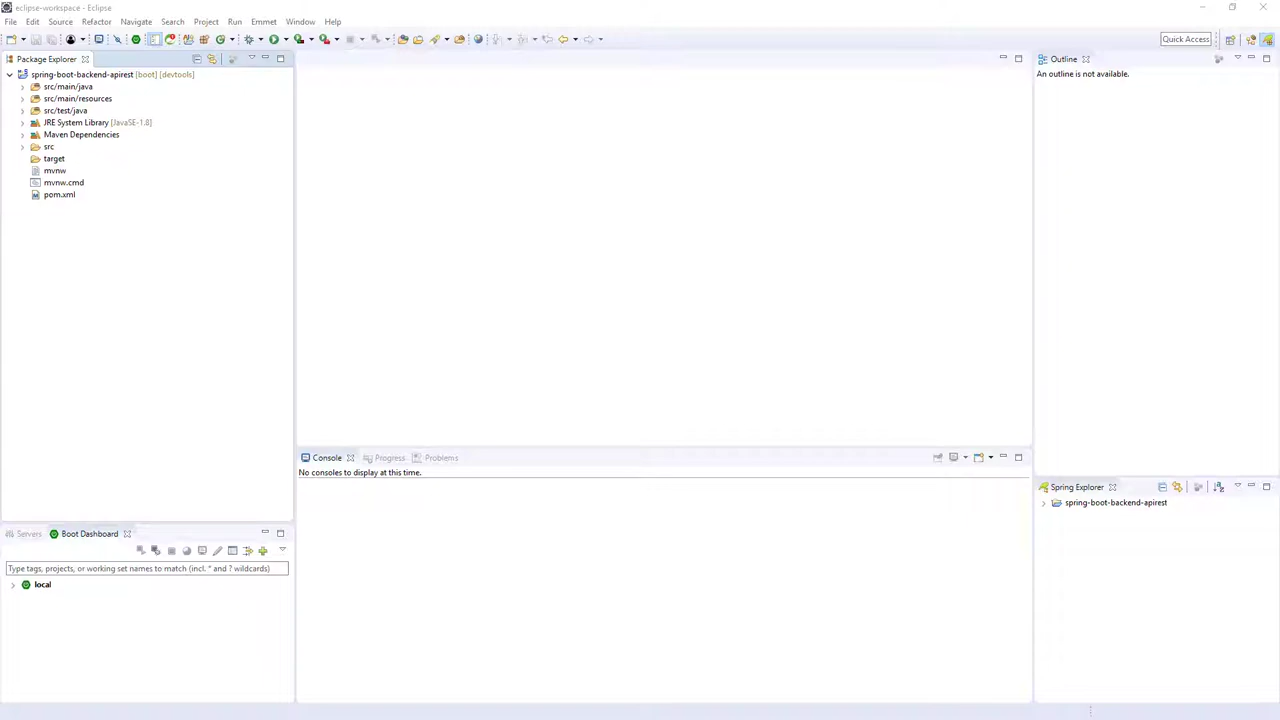 eclipse-workspace - Eclipse
File Edit Source Refactor Navigate Search Project Run Emmet Window Help
Quick Access
Package Explorer
spring-boot-backend-apirest [boot] [devtools]
src/main/java
src/main/resources
src/test/java
JRE System Library [JavaSE-1.8]
Maven Dependencies
src
target
mvnw
mvnw.cmd
pom.xml
Outline
An outline is not available.
Console Progress Problems
No consoles to display at this time.
Spring Explorer
spring-boot-backend-apirest
Servers Boot Dashboard
Type tags, projects, or working set names to match (incl. * and ? wildcards)
local